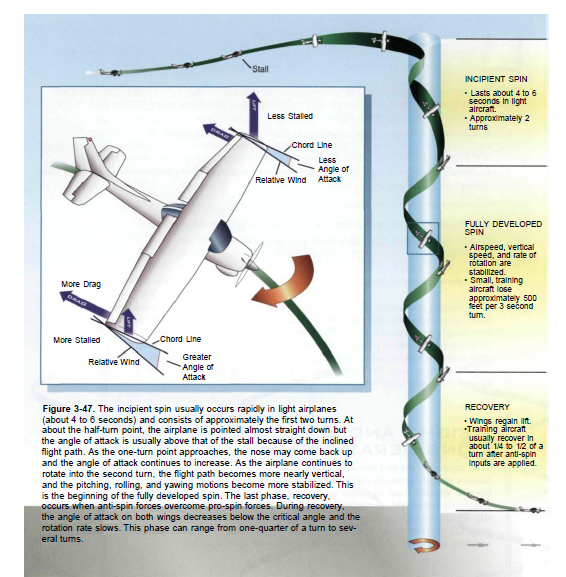 Stall
INCIPIENT SPIN
• Lasts about 4 to 6
seconds in light
aircraft.
• Approximately 2
turns
LIFT
Less Stalled
DRAG
Chord Line
Less
Angle of
Attack
Relative Wind
FULLY DEVELOPED
SPIN
• Airspeed, vertical
speed, and rate of
rotation are
stabilized.
• Small, training
aircraft lose
approximately 500
feet per 3 second
turn.
More Drag
DRAG
LIFT
More Stalled
Chord Line
Relative Wind
Greater
Angle of
Attack
RECOVERY
• Wings regain lift.
•Training aircraft
usually recover in
about 1/4 to 1/2 of a
turn after anti-spin
inputs are applied.
Figure 3-47. The incipient spin usually occurs rapidly in light airplanes
(about 4 to 6 seconds) and consists of approximately the first two turns. At
about the half-turn point, the airplane is pointed almost straight down but
the angle of attack is usually above that of the stall because of the inclined
flight path. As the one-turn point approaches, the nose may come back up
and the angle of attack continues to increase. As the airplane continues to
rotate into the second turn, the flight path becomes more nearly vertical,
and the pitching, rolling, and yawing motions become more stabilized. This
is the beginning of the fully developed spin. The last phase, recovery,
occurs when anti-spin forces overcome pro-spin forces. During recovery,
the angle of attack on both wings decreases below the critical angle and the
rotation rate slows. This phase can range from one-quarter of a turn to sev-
eral turns.